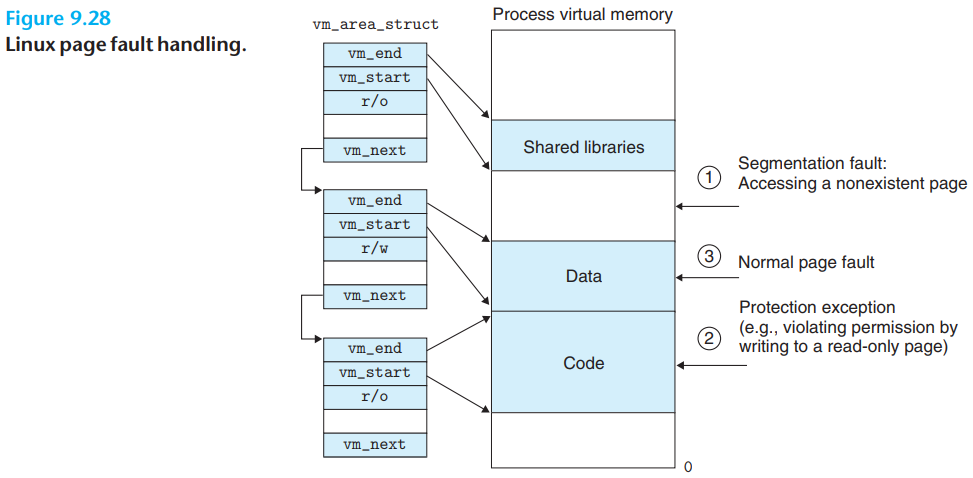 Figure 9.28
Linux page fault handling.
vm_area_struct
Process virtual memory
vm_end
vm_start
r/o
vm_next
vm_end
vm_start
r/w
vm_next
vm_end
vm_start
r/o
vm_next
Shared libraries
Data
Code
0
1
Segmentation fault:
Accessing a nonexistent page
3
Normal page fault
2
Protection exception
(e.g., violating permission by
writing to a read-only page)